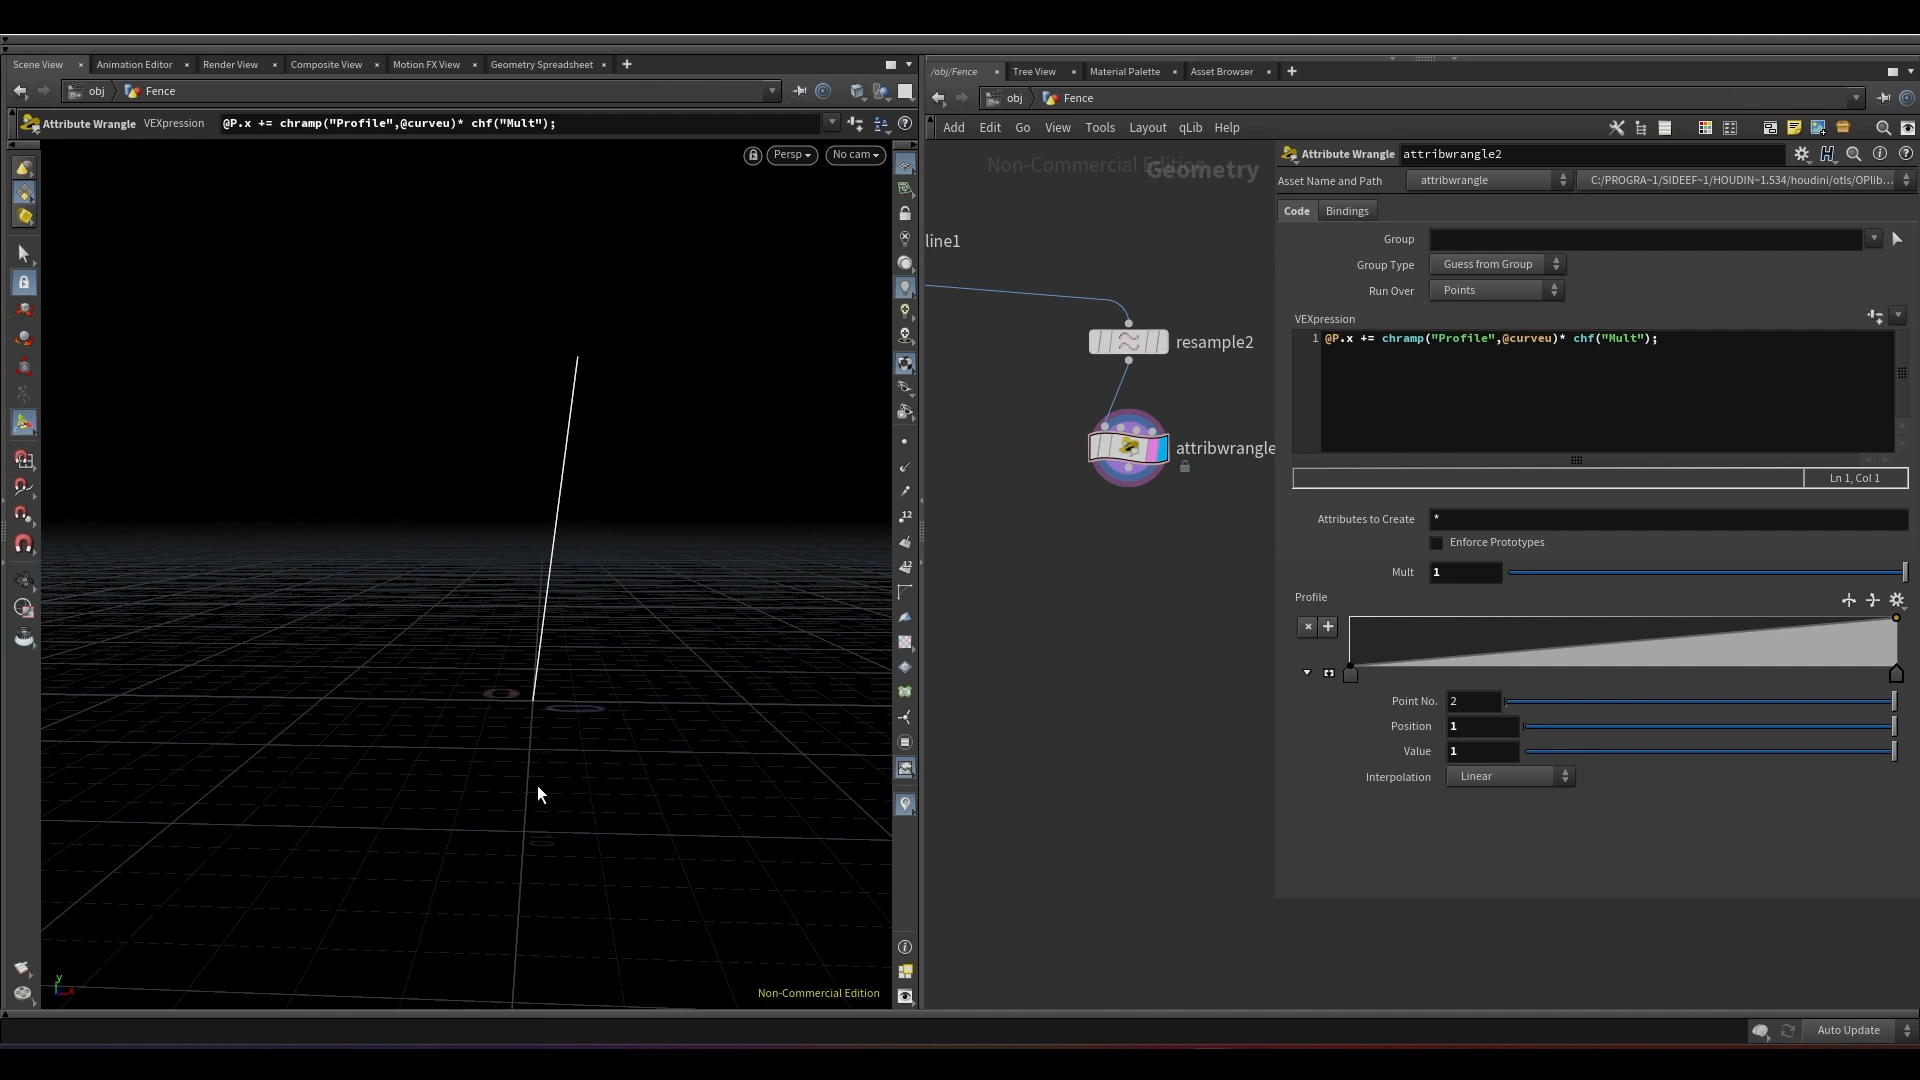 Scene View
Animation Editor
Render View
Composite View
Motion FX View
Geometry Spreadsheet
obj
Fence
Attribute Wrangle
VEXpression
@P.x += chramp("Profile",@curveu)* chf("Mult");
Persp
No cam
12
12
y
x
Non-Commercial Edition
/obj/Fence
Tree View
Material Palette
Asset Browser
obj
Fence
Add
Edit
Go
View
Tools
Layout
qLib
Help
Non-Commercial Edition
Geometry
line1
resample2
attribwrangle
Attribute Wrangle
attribwrangle2
Asset Name and Path
attribwrangle
C:/PROGRA~1/SIDEEF~1/HOUDIN~1.534/houdini/otls/OPlib...
Code
Bindings
Group
Group Type
Guess from Group
Run Over
Points
VEXpression
1 @P.x += chramp("Profile",@curveu)* chf("Mult");
Ln 1, Col 1
Attributes to Create
*
Enforce Prototypes
Mult
1
Profile
Point No.
2
Position
1
Value
1
Interpolation
Linear
Auto Update